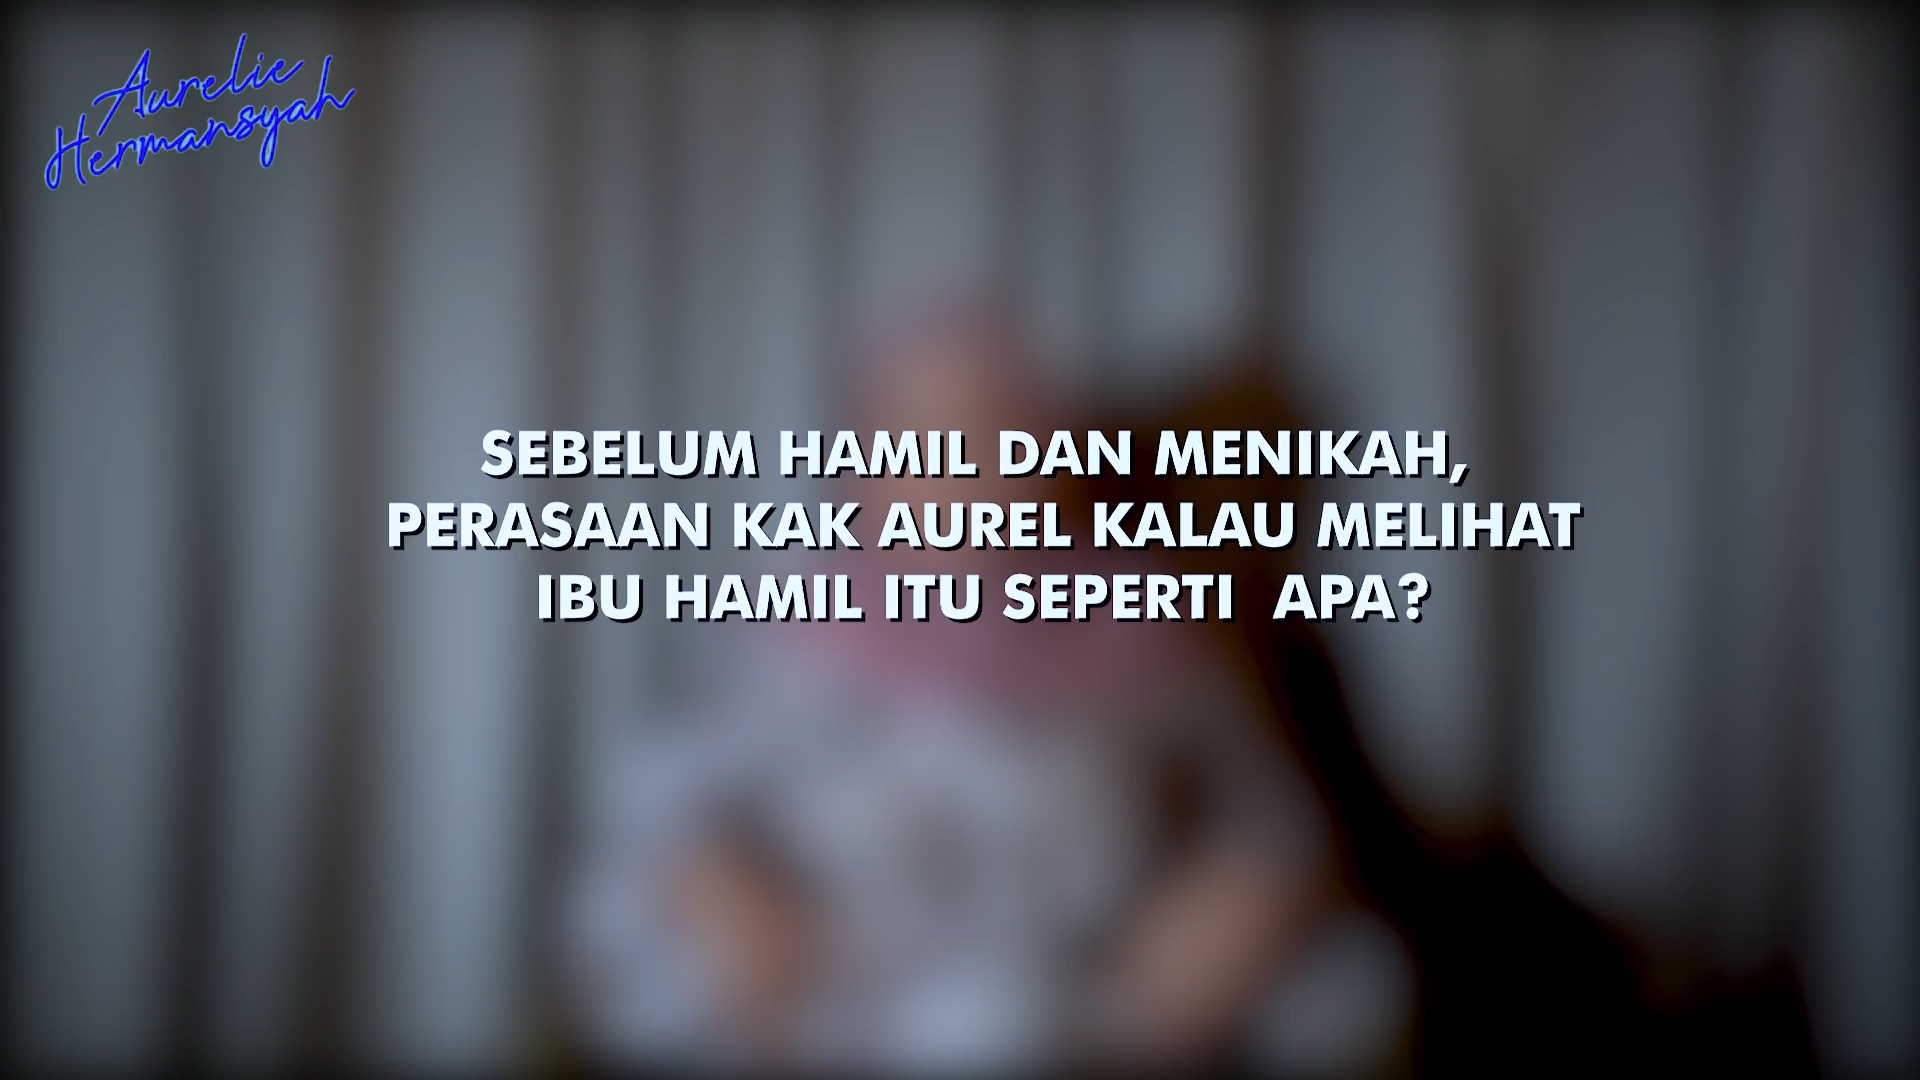 Aurelie
Hermansyah
SEBELUM HAMIL DAN MENIKAH,
PERASAAN KAK AUREL KALAU MELIHAT
IBU HAMIL ITU SEPERTI  APA?